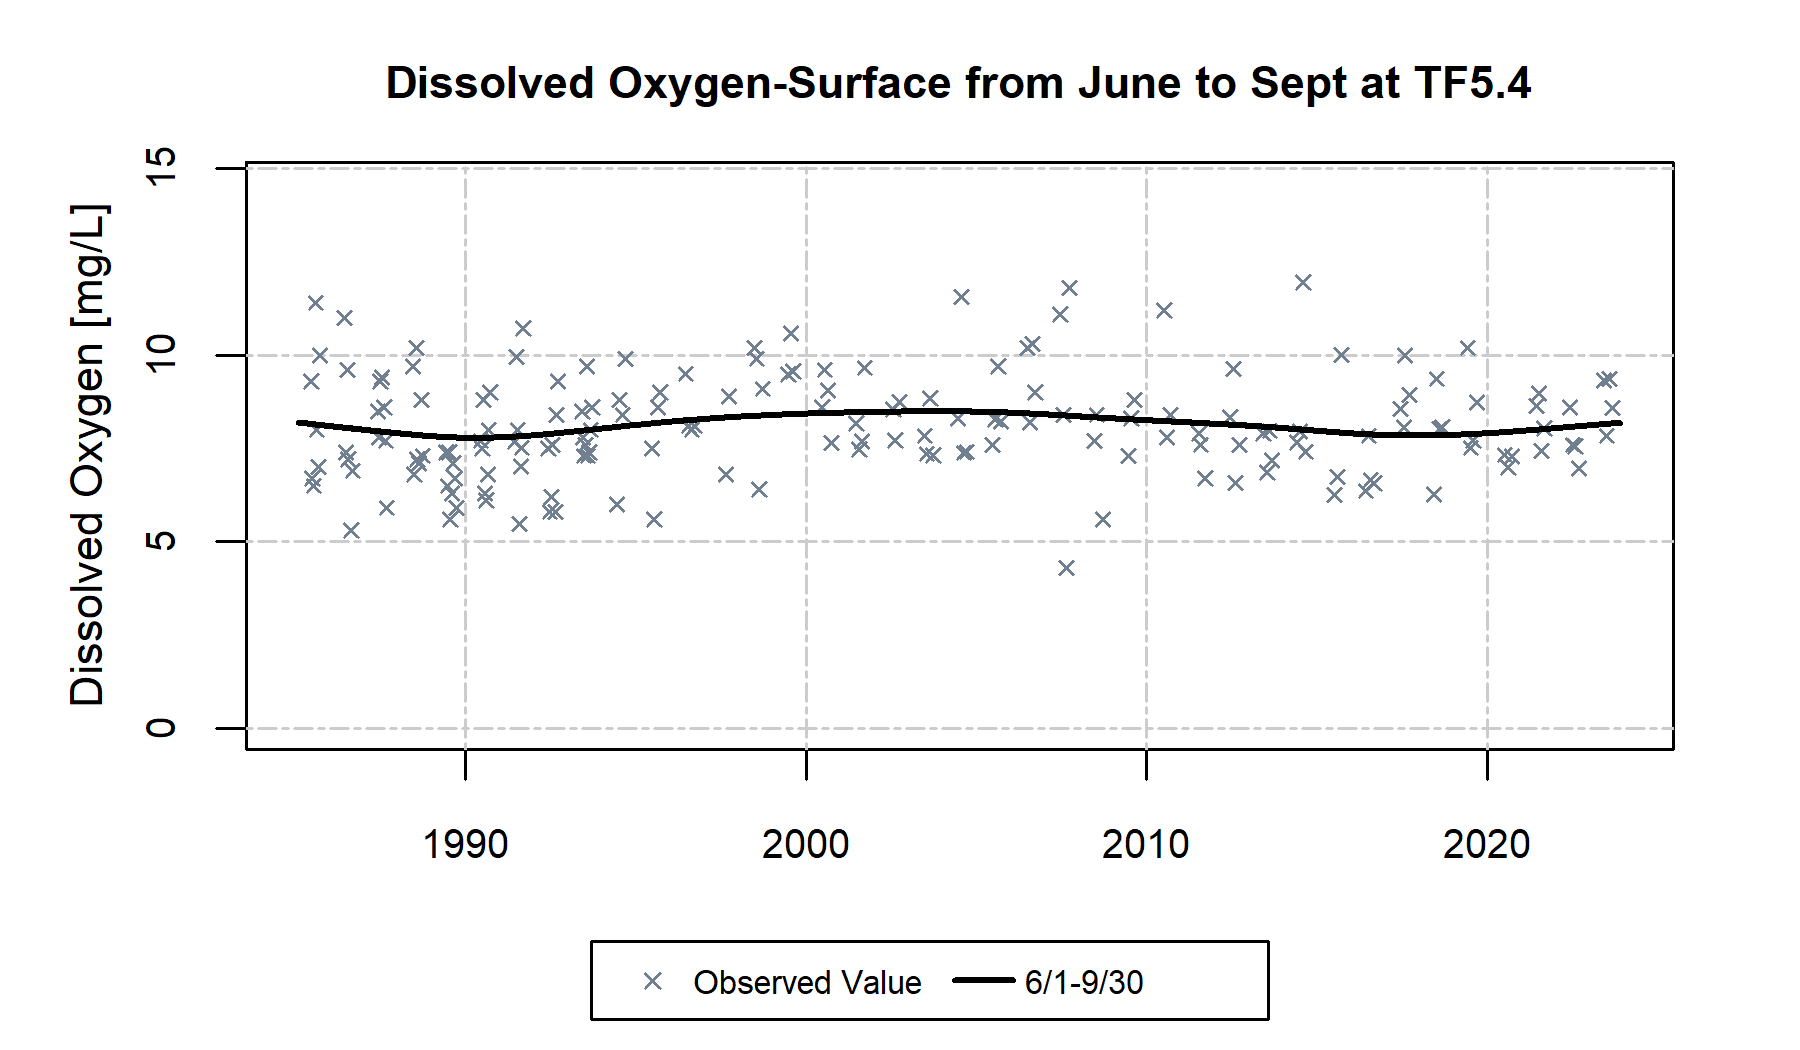 Dissolved Oxygen-Surface from June to Sept at TF5.4
Dissolved Oxygen [mg/L]
15
10
5
0
1990 2000 2010 2020
Observed Value 6/1-9/30